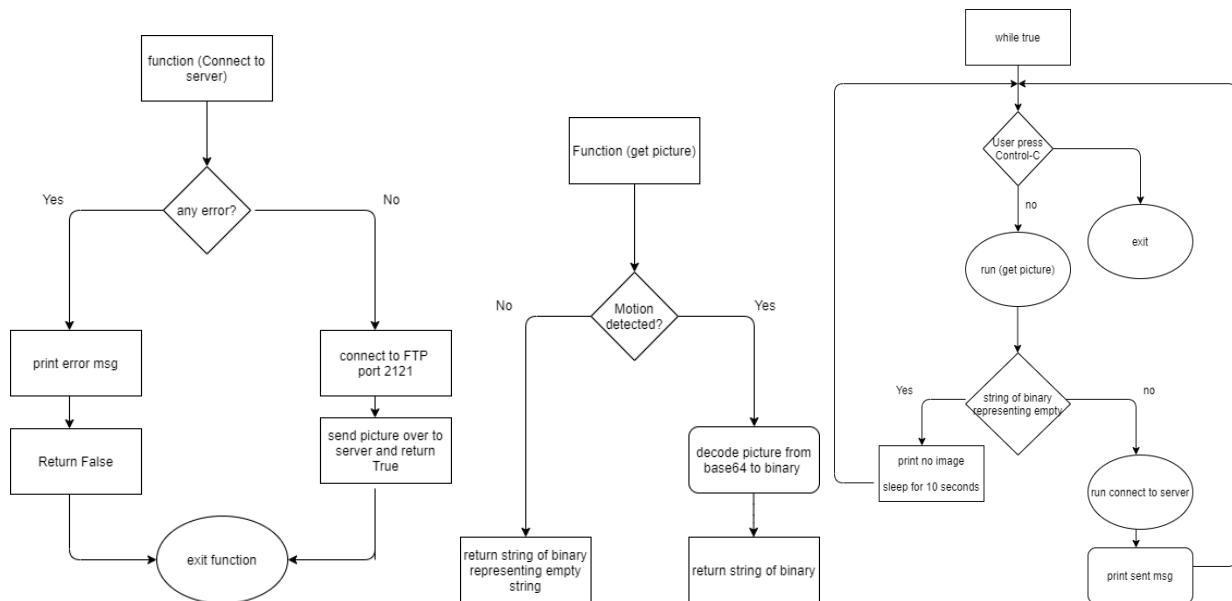 function (Connect to
server)
any error?
Yes
No
print error msg
connect to FTP
port 2121
Return False
send picture over to
server and return
True
exit function
Function (get picture)
Motion
detected?
No
Yes
decode picture from
base64 to binary
return string of binary
representing empty
string
return string of binary
while true
User press
Control-C
no
exit
run (get picture)
string of binary
representing empty
Yes
no
print no image
sleep for 10 seconds
run connect to server
print sent msg